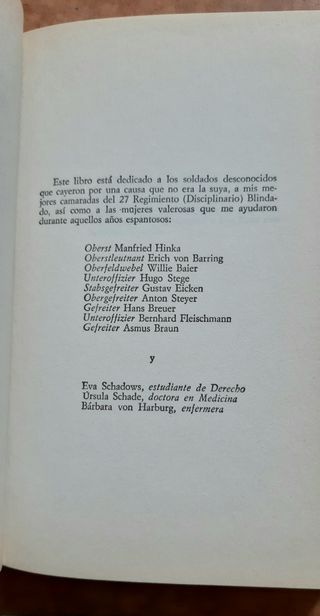 Este libro está dedicado a los soldados desconocidos
que cayeron por una causa que no era la suya, a mis me-
jores camaradas del 27 Regimiento (Disciplinario) Blinda-
do, así como a las mujeres valerosas que me ayudaron
durante aquellos años espantosos:
Oberst Manfried Hinka
Oberstleutnant Erich von Barring
Oberfeldwebel Willie Baier
Unteroffizier Hugo Stege
Stabsgefreiter Gustav Eicken
Obergefreiter Anton Steyer
Gefreiter Hans Breuer
Unteroffizier Bernhard Fleischmann
Gefreiter Asmus Braun
y
Eva Schadows, estudiante de Derecho
Úrsula Schade, doctora en Medicina
Bárbara von Harburg, enfermera